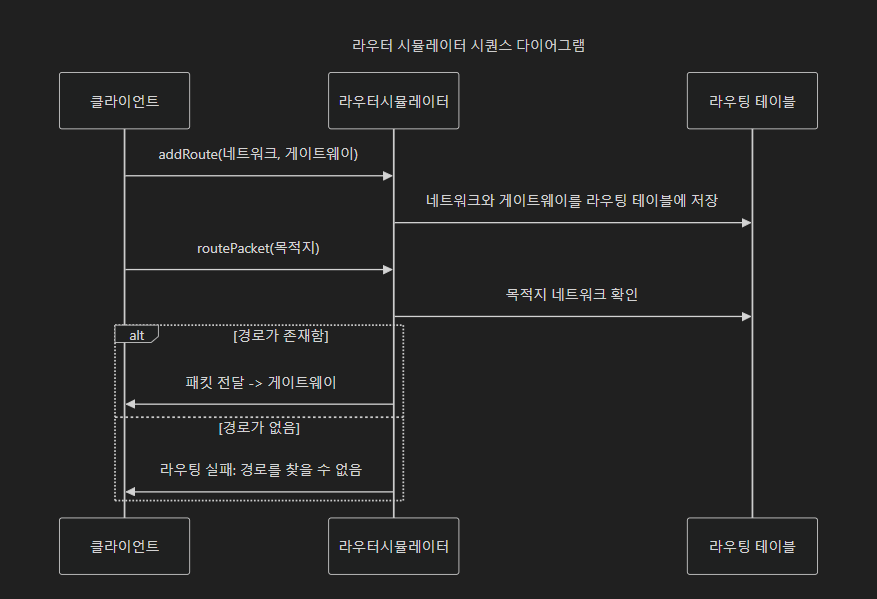 라우터 시뮬레이터 시퀀스 다이어그램
클라이언트
라우터시뮬레이터
라우팅 테이블
addRoute(네트워크, 게이트웨이)
네트워크와 게이트웨이를 라우팅 테이블에 저장
routePacket(목적지)
목적지 네트워크 확인
alt
[경로가 존재함]
패킷 전달 -> 게이트웨이
[경로가 없음]
라우팅 실패: 경로를 찾을 수 없음
클라이언트
라우터시뮬레이터
라우팅 테이블